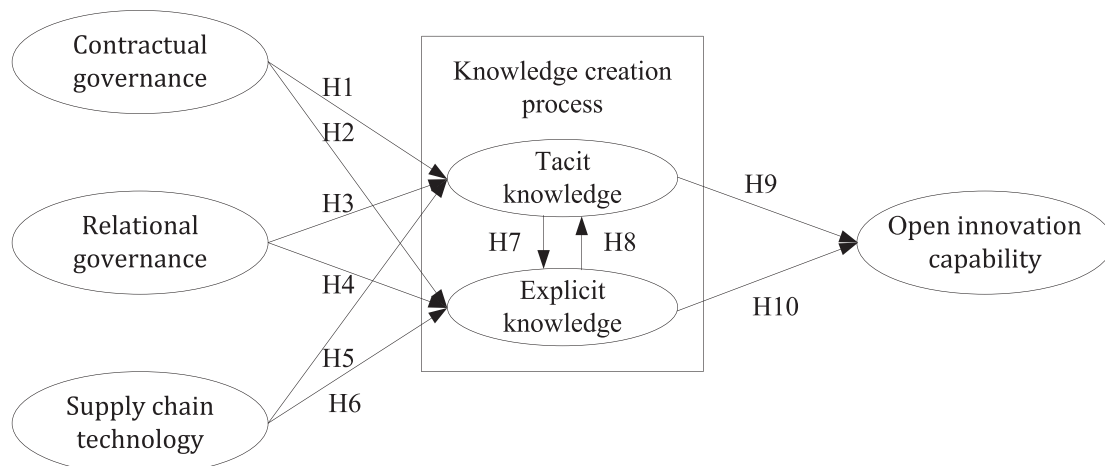 Contractual
governance
H1
H2
Knowledge creation
process
Tacit
knowledge
H9
Relational
governance
H3
H4
H7
H8
Open innovation
capability
Explicit
knowledge
H10
H5
H6
Supply chain
technology